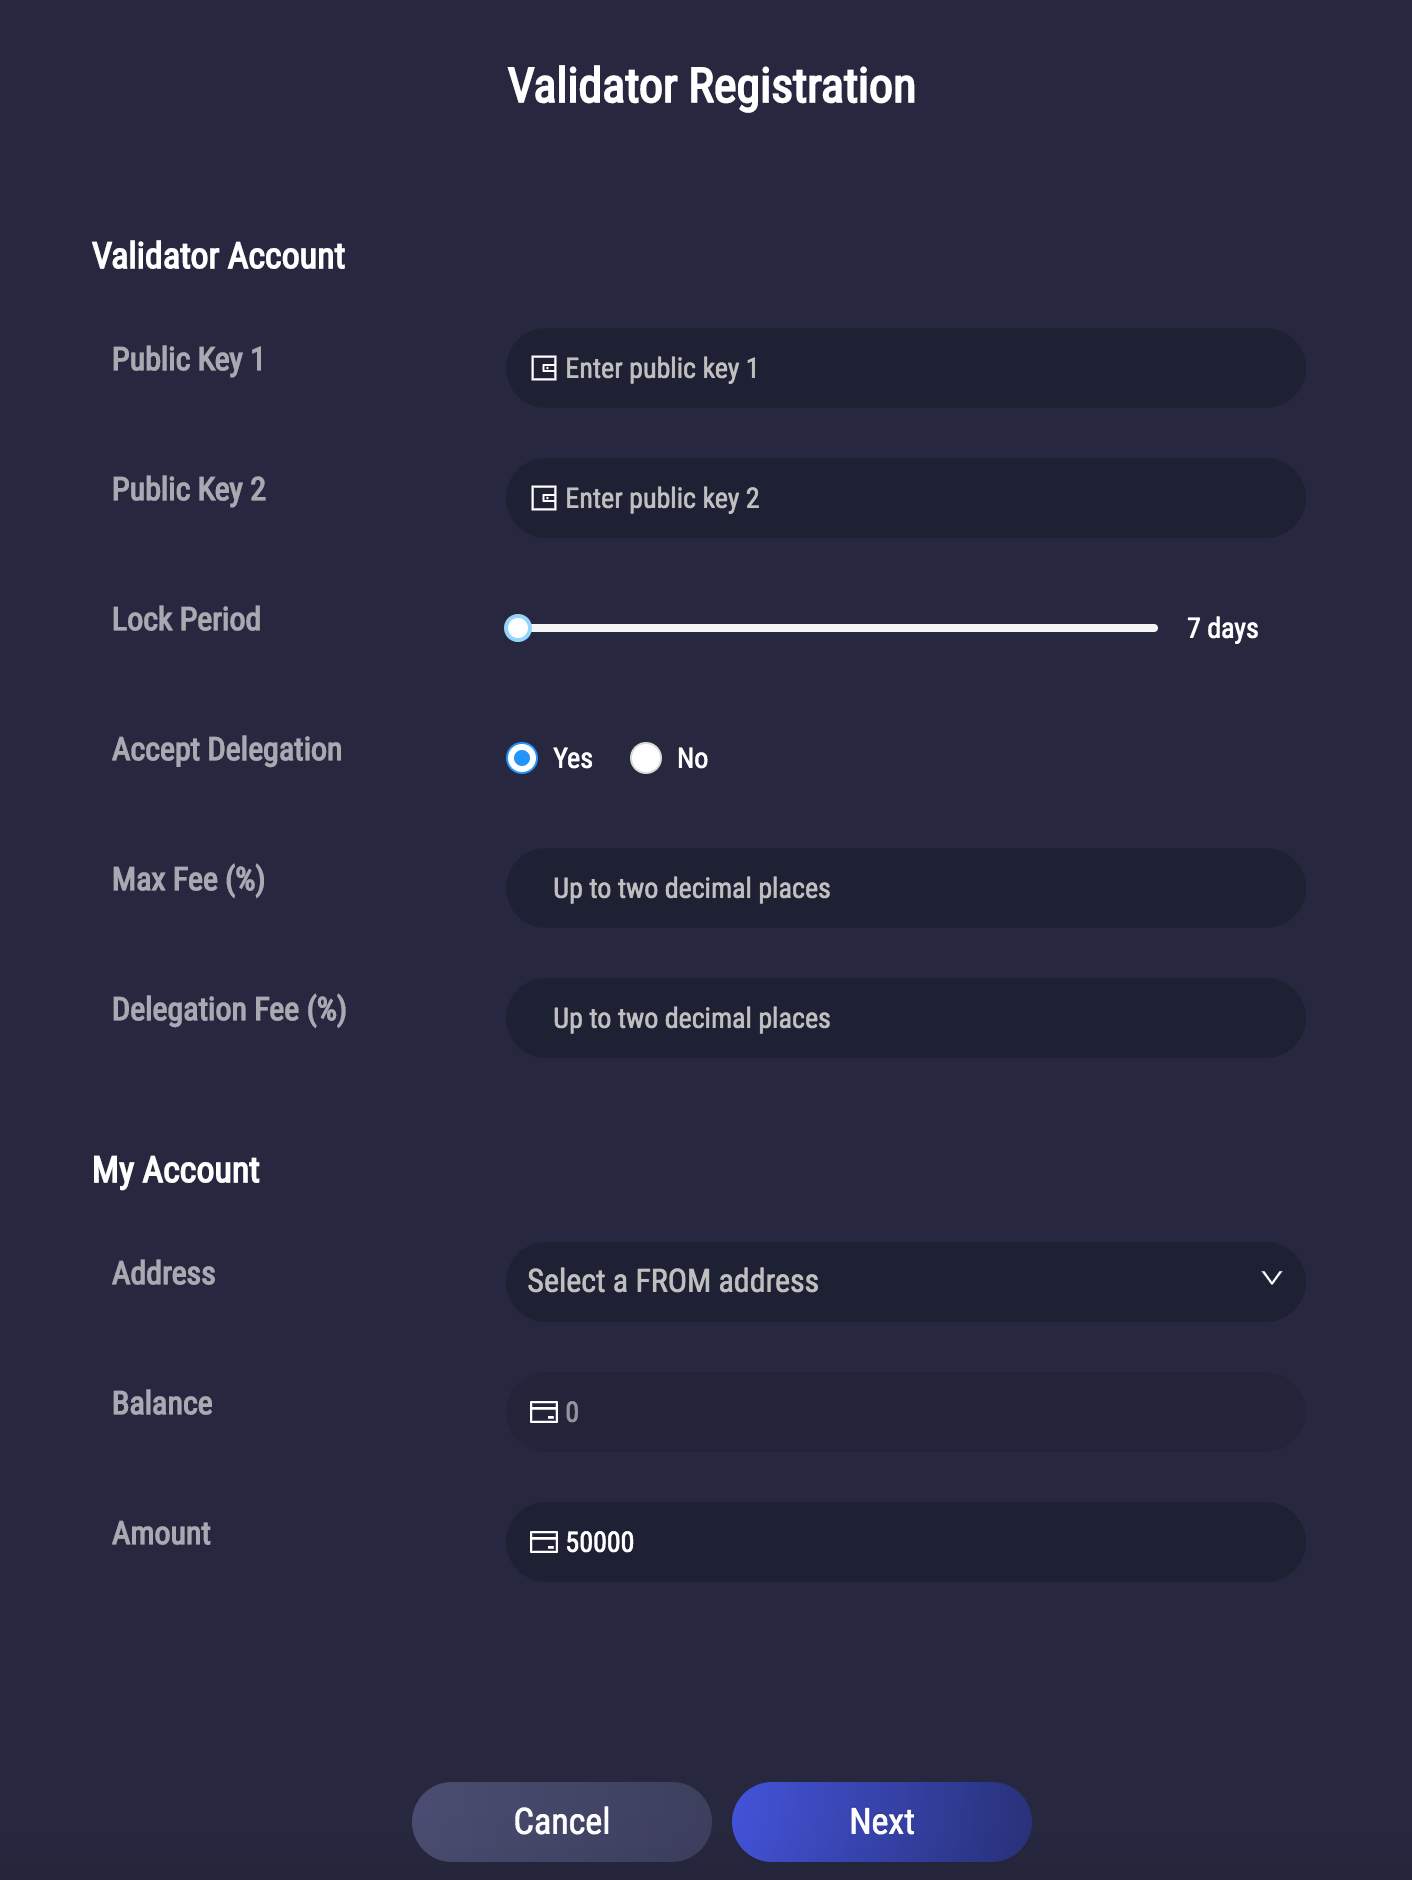 Validator Registration
Validator Account
Public Key 1
Enter public key 1
Public Key 2
Enter public key 2
Lock Period
7 days
Accept Delegation
Yes
No
Max Fee (%)
Up to two decimal places
Delegation Fee (%)
Up to two decimal places
My Account
Address
Select a FROM address
Balance
0
Amount
50000
Cancel
Next